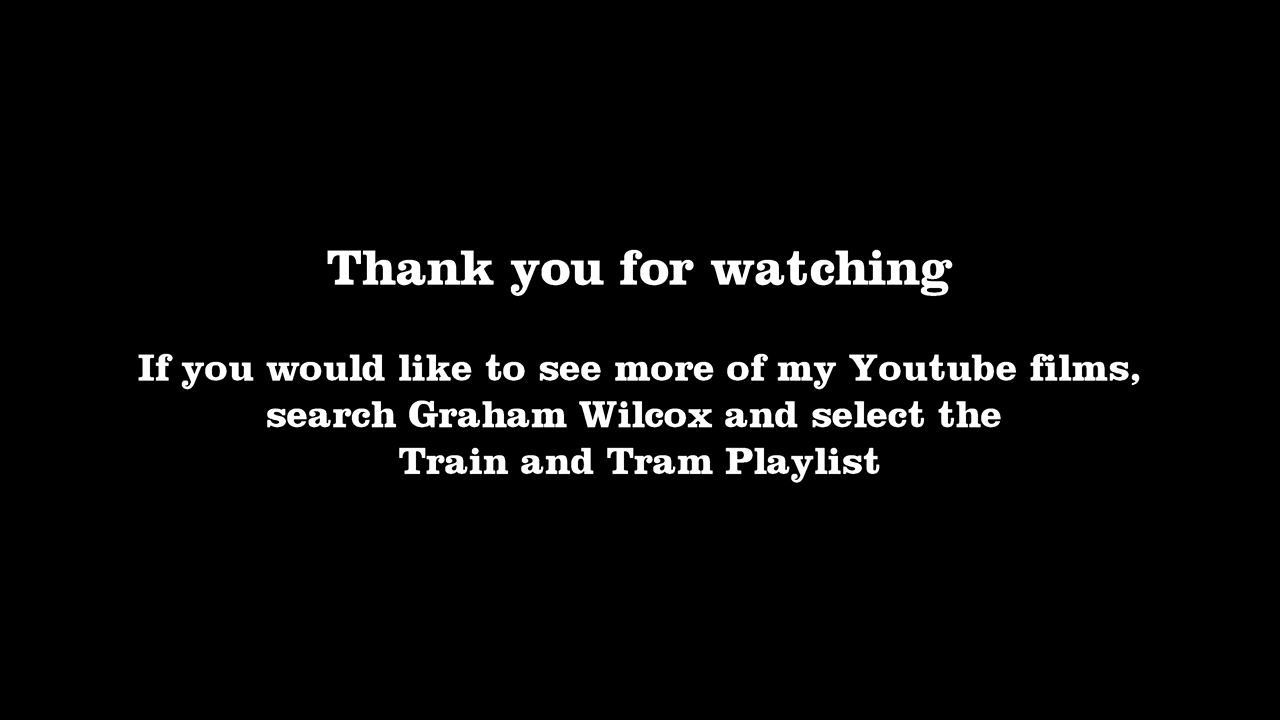 Thank you for watching
If you would like to see more of my Youtube films,
search Graham Wilcox and select the
Train and Tram Playlist